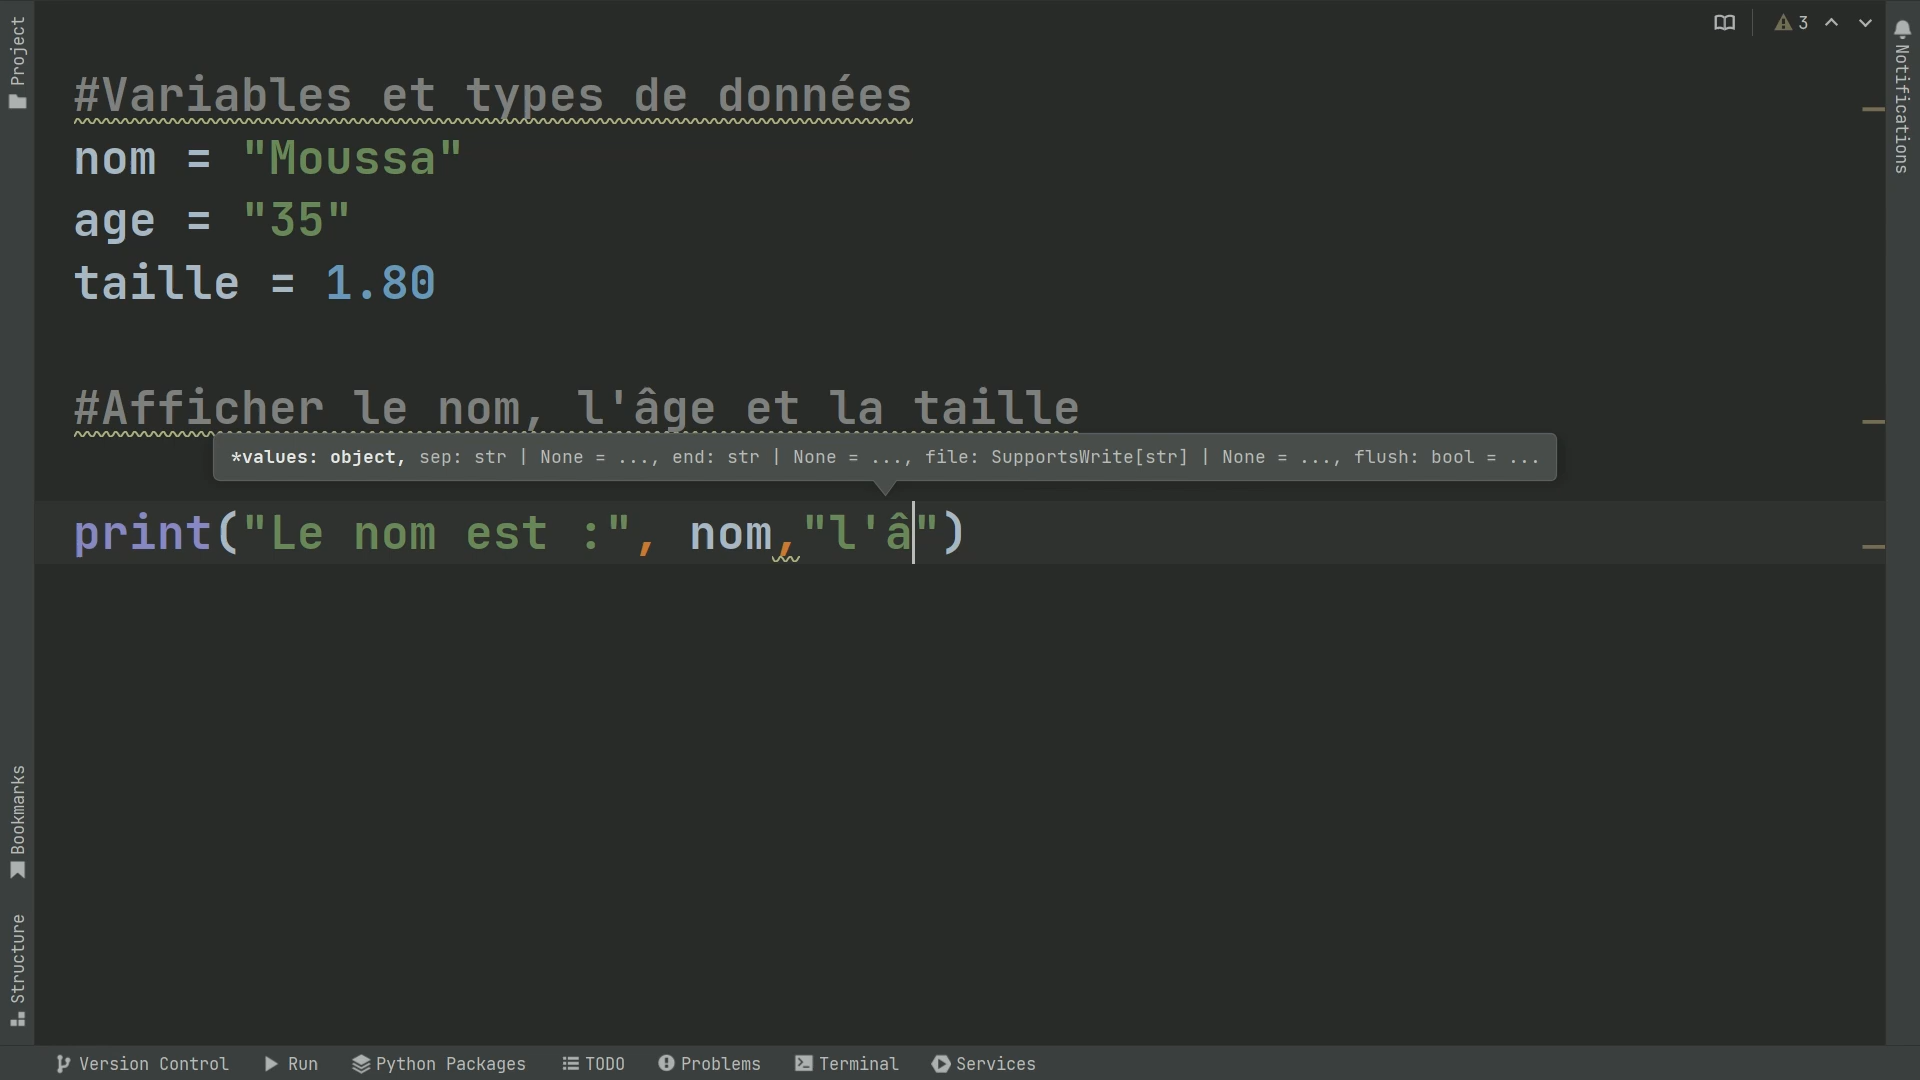 Project
3
Notifications
#Variables et types de données
nom = "Moussa"
age = "35"
taille = 1.80
#Afficher le nom, l'âge et la taille
*values: object, sep: str | None = ..., end: str | None = ..., file: SupportsWrite[str] | None = ..., flush: bool = ...
print("Le nom est :", nom,"l'â")
Bookmarks
Structure
Version Control Run Python Packages TODO Problems Terminal Services